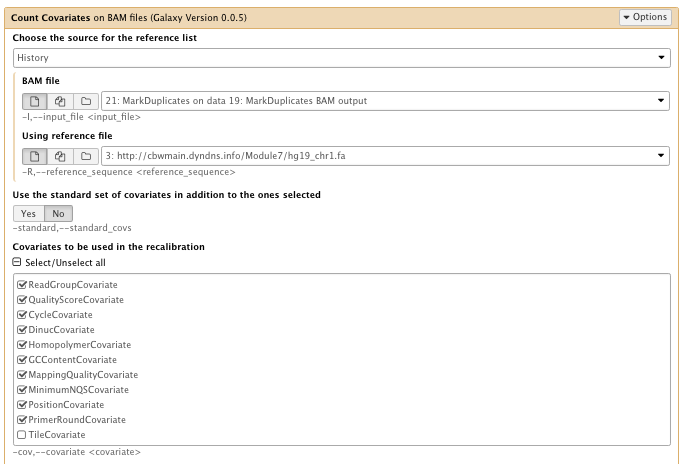 Count Covariates on BAM files (Galaxy Version 0.0.5)
Options
Choose the source for the reference list
History
BAM file
21: MarkDuplicates on data 19: MarkDuplicates BAM output
-I,--input_file <input_file>
Using reference file
3: http://cbwmain.dyndns.info/Module7/hg19_chr1.fa
-R,--reference_sequence <reference_sequence>
Use the standard set of covariates in addition to the ones selected
Yes No
-standard,--standard_covs
Covariates to be used in the recalibration
Select/Unselect all
ReadGroupCovariate
QualityScoreCovariate
CycleCovariate
DinucCovariate
HomopolymerCovariate
GCContentCovariate
MappingQualityCovariate
MinimumNQSCovariate
PositionCovariate
PrimerRoundCovariate
TileCovariate
-cov,--covariate <covariate>